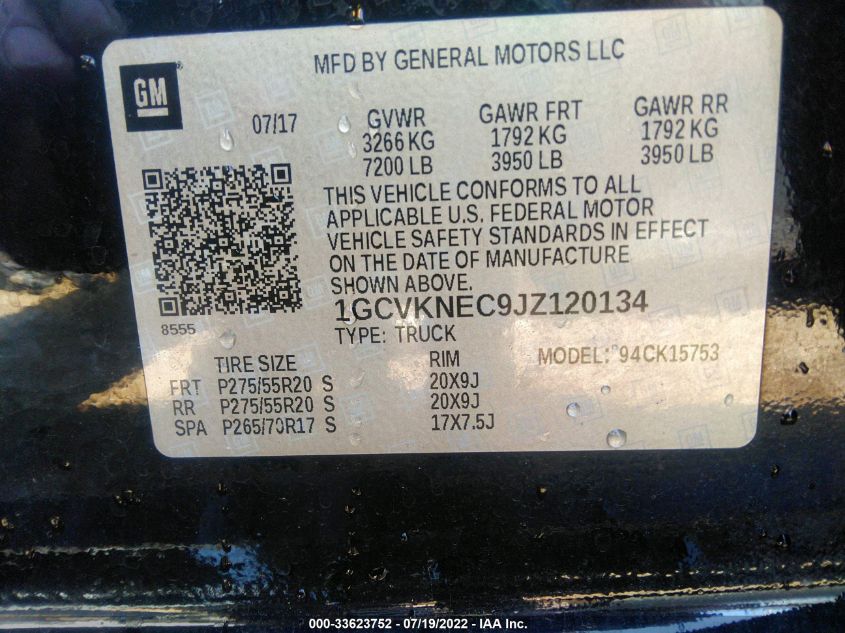 MFD BY GENERAL MOTORS LLC
GM
07/17
GVWR GAWR FRT GAWR RR
3266 KG 1792 KG 1792 KG
7200 LB 3950 LB 3950 LB
THIS VEHICLE CONFORMS TO ALL
APPLICABLE U.S. FEDERAL MOTOR
VEHICLE SAFETY STANDARDS IN EFFECT
ON THE DATE OF MANUFACTURE
SHOWN ABOVE.
8555
1GCVKNEC9JZ120134
TYPE: TRUCK
MODEL: 94CK15753
TIRE SIZE RIM
FRT P275/55R20 S 20X9J
RR P275/55R20 S 20X9J
SPA P265/70R17 S 17X7.5J
000-33623752 - 07/19/2022 - IAA Inc.